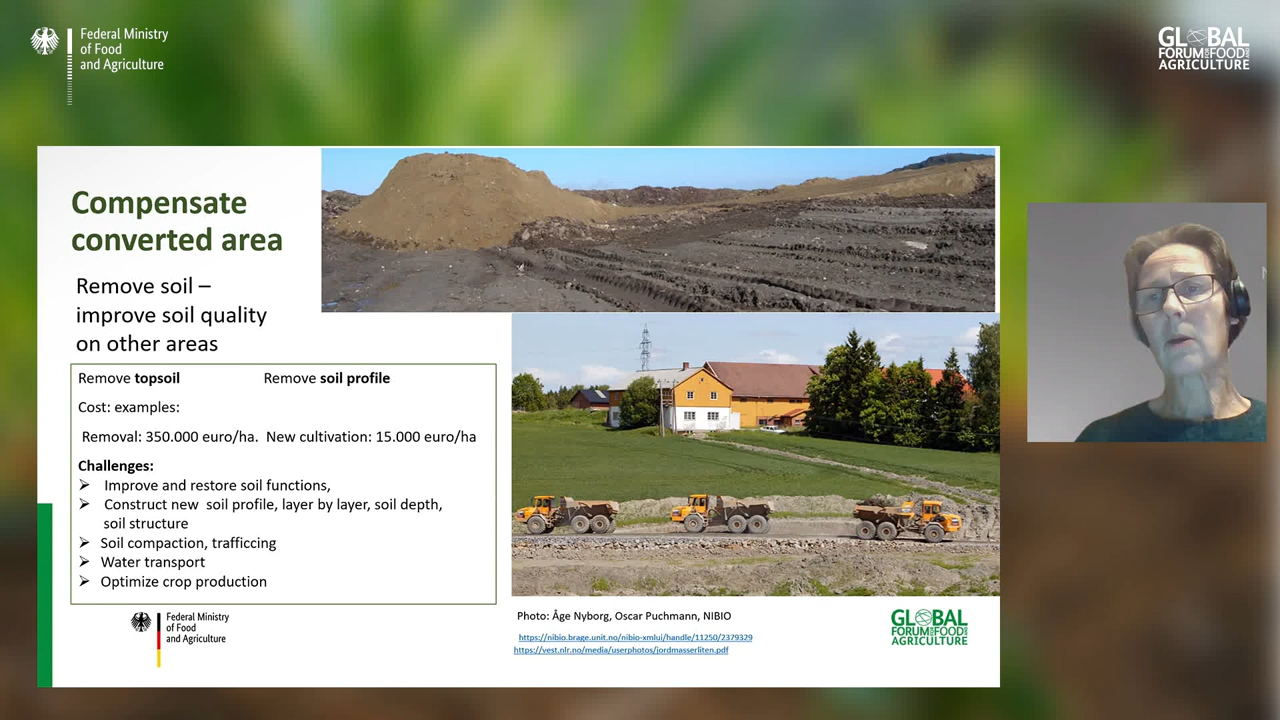 Federal Ministry
of Food
and Agriculture
GLOBAL
FORUM FOR FOOD AND
AGRICULTURE
Compensate
converted area
Remove soil –
improve soil quality
on other areas
Remove topsoil Remove soil profile
Cost: examples:
Removal: 350.000 euro/ha. New cultivation: 15.000 euro/ha
Challenges:
Improve and restore soil functions,
Construct new soil profile, layer by layer, soil depth,
soil structure
Soil compaction, trafficcing
Water transport
Optimize crop production
Federal Ministry
of Food
and Agriculture
Photo: Åge Nyborg, Oscar Puchmann, NIBIO
https://nibio.brage.unit.no/nibio-xmlui/handle/11250/2379329
https://vest.nlr.no/media/userphotos/jordmasserliten.pdf
GLOBAL
FORUM FOR FOOD AND
AGRICULTURE